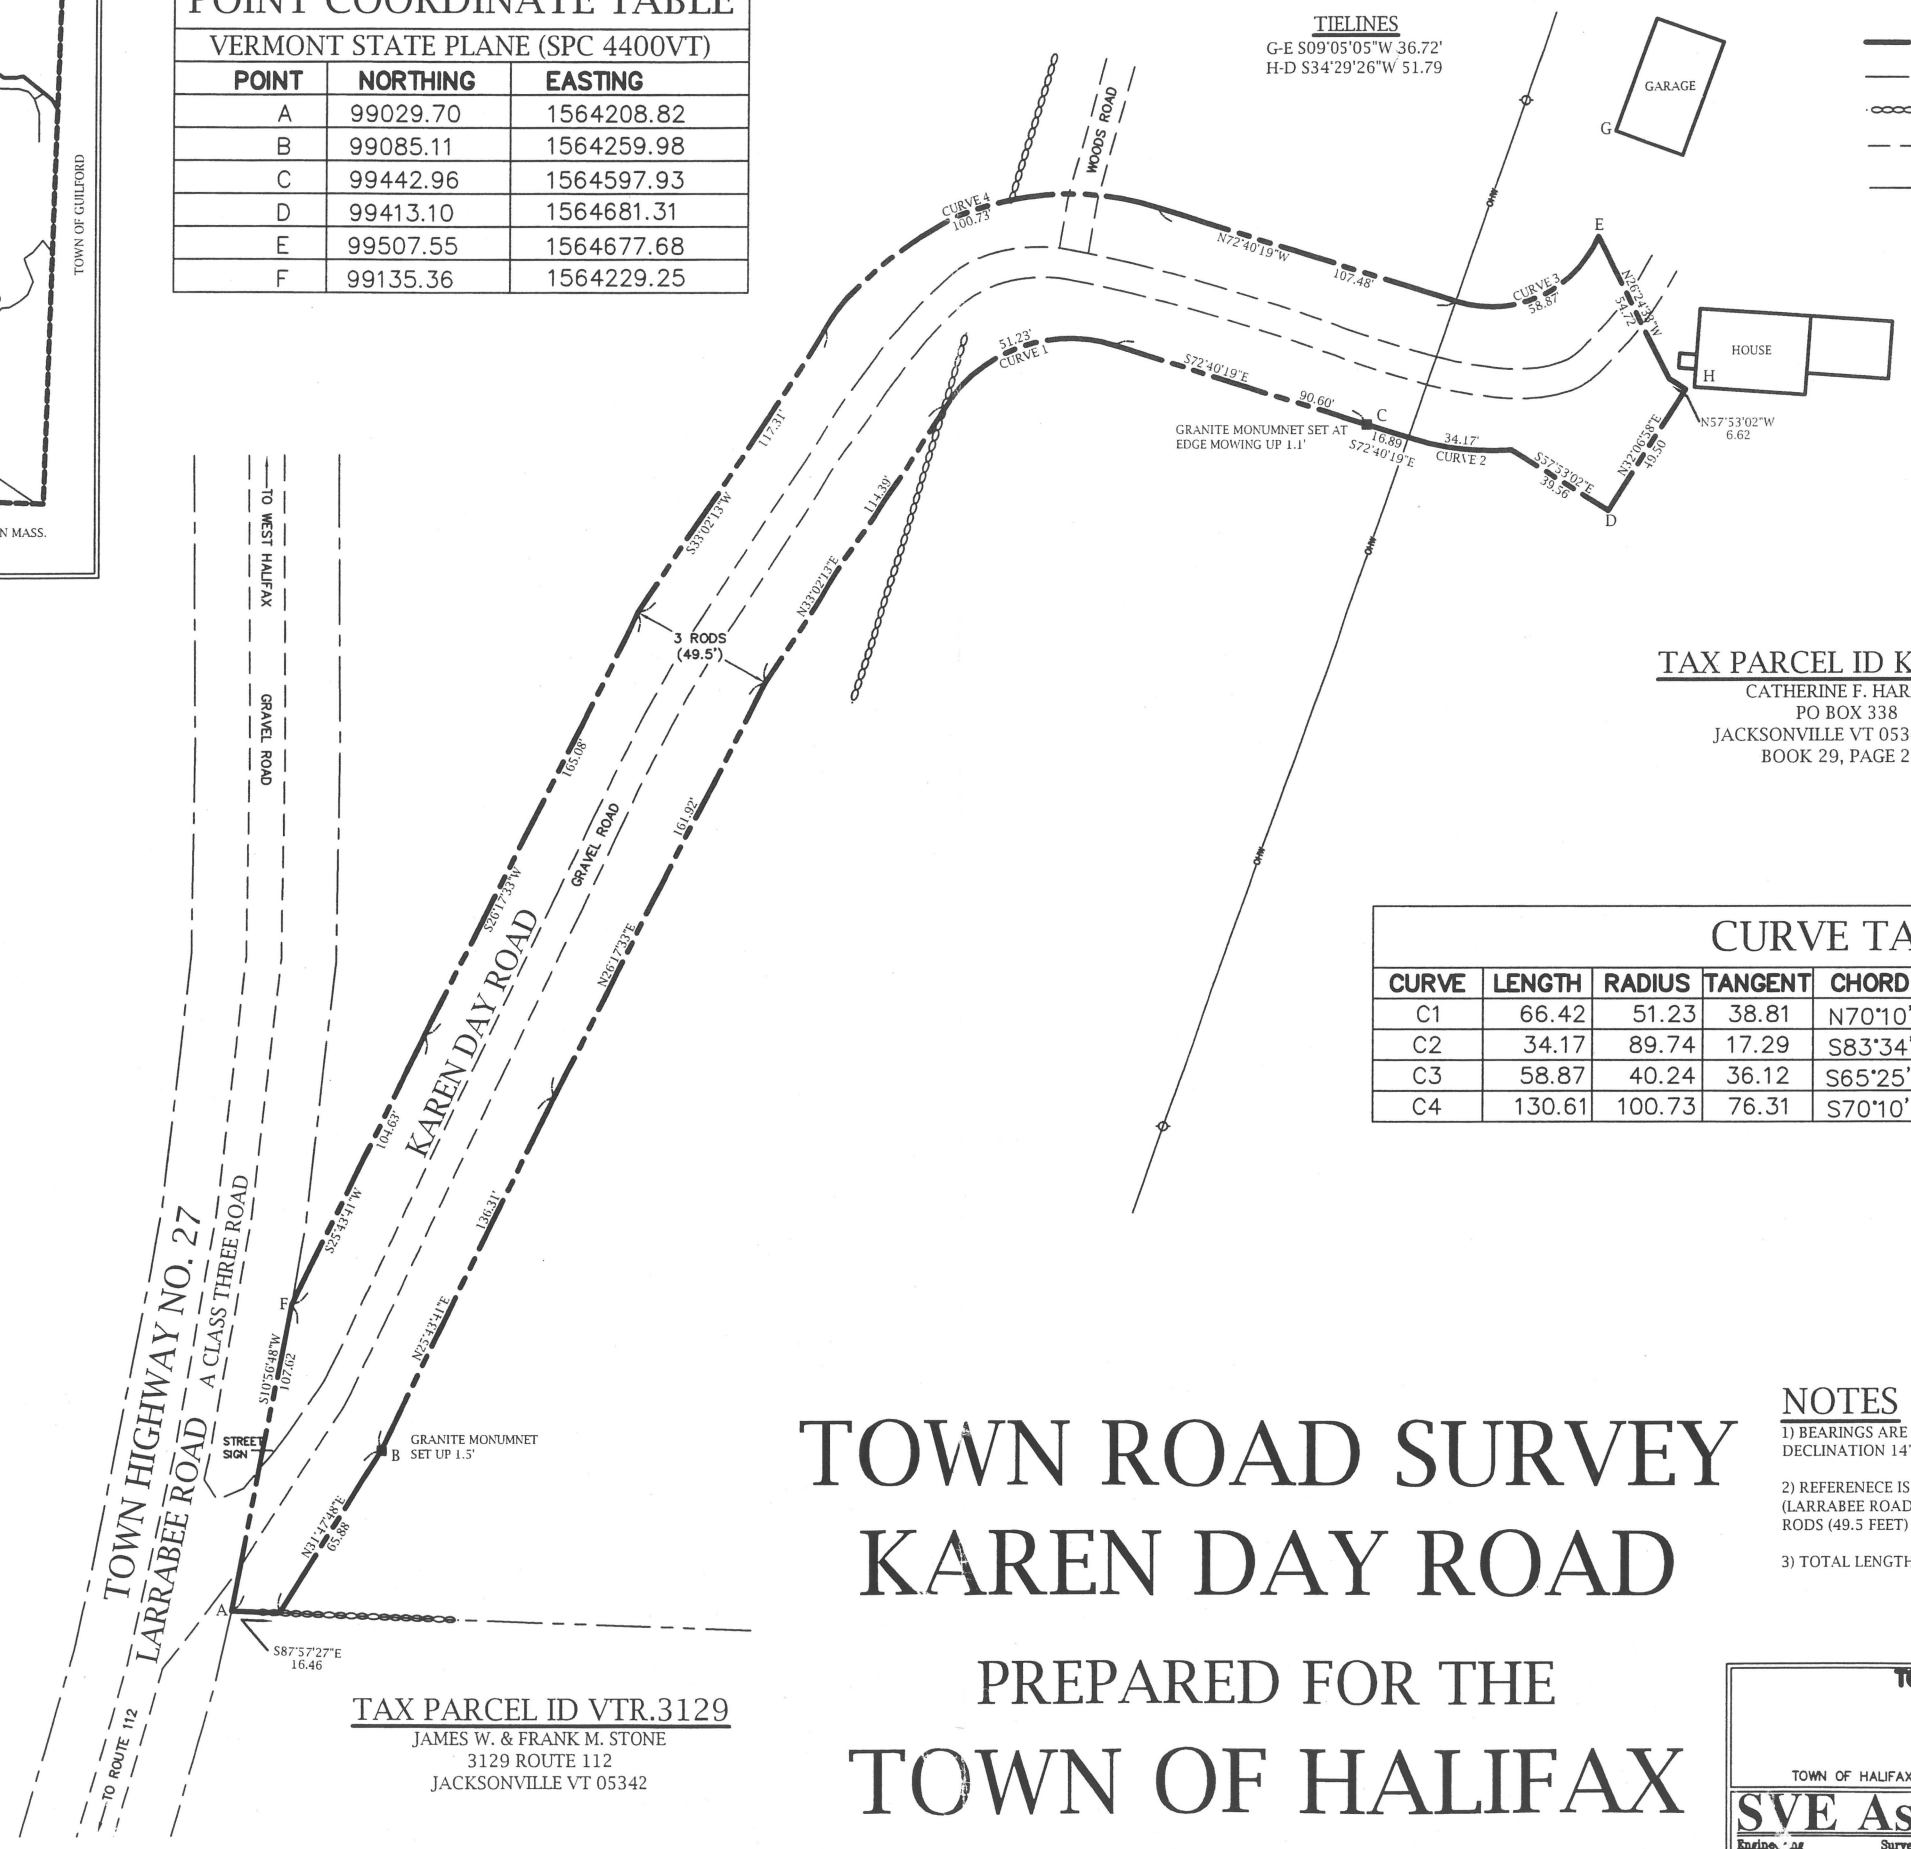 POINT COORDINATE TABLE
VERMONT STATE PLANE (SPC 4400VT)
POINT NORTHING EASTING
A 99029.70 1564208.82
B 99085.11 1564259.98
C 99442.96 1564597.93
D 99413.10 1564681.31
E 99507.55 1564677.68
F 99135.36 1564229.25
TOWN OF GUILFORD
N MASS.
TIELINES
G-E S09°05'05"W 36.72'
H-D S34°29'26"W 51.79
GARAGE
G
WOODS ROAD
OHW
E
CURVE 4
100.73'
N72°40'19"W
107.48'
CURVE 3
58.87'
N26°24'38"W
54.72
HOUSE
H
N57°53'02"W
6.62
N32°06'58"E
49.50
D
S57°53'02"E
39.56
34.17'
CURVE 2
C
16.89
S72°40'19"E
GRANITE MONUMNET SET AT
EDGE MOWING UP 1.1'
90.60'
S72°40'19"E
51.23'
CURVE 1
117.31'
S33°02'13"W
114.39'
N33°02'13"E
OHW
3 RODS
(49.5')
TO WEST HALIFAX
GRAVEL ROAD
165.08'
S26°17'33"W
161.92'
N26°17'33"E
GRAVEL ROAD
KAREN DAY ROAD
OHW
TAX PARCEL ID K
CATHERINE F. HAR
PO BOX 338
JACKSONVILLE VT 053
BOOK 29, PAGE 2
CURVE TA
CURVE LENGTH RADIUS TANGENT CHORD
C1 66.42 51.23 38.81 N70°10'
C2 34.17 89.74 17.29 S83°34'
C3 58.87 40.24 36.12 S65°25'
C4 130.61 100.73 76.31 S70°10'
104.63'
S25°43'41"W
136.31'
N25°43'41"E
F
S10°56'48"W
107.62
STREET
SIGN
B
GRANITE MONUMNET
SET UP 1.5'
N31°47'48"E
65.88
A
S87°57'27"E
16.46
TOWN HIGHWAY NO. 27
LARRABEE ROAD
A CLASS THREE ROAD
TO ROUTE 112
TAX PARCEL ID VTR.3129
JAMES W. & FRANK M. STONE
3129 ROUTE 112
JACKSONVILLE VT 05342
TOWN ROAD SURVEY
KAREN DAY ROAD
PREPARED FOR THE
TOWN OF HALIFAX
NOTES
1) BEARINGS ARE
DECLINATION 14°
2) REFERENECE IS
(LARRABEE ROAD
RODS (49.5 FEET)
3) TOTAL LENGTH
TOWN OF HALIFAX
SVE As
Engineering Surve